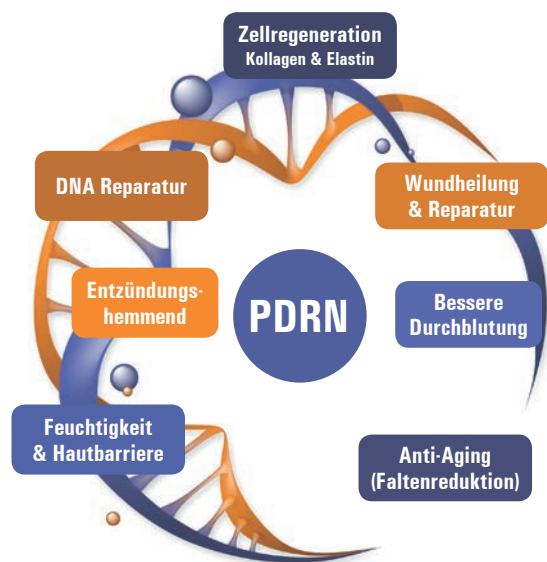 Zellregeneration
Kollagen & Elastin
DNA Reparatur
Wundheilung
& Reparatur
Entzündungs-
hemmend
PDRN
Bessere
Durchblutung
Feuchtigkeit
& Hautbarriere
Anti-Aging
(Faltenreduktion)